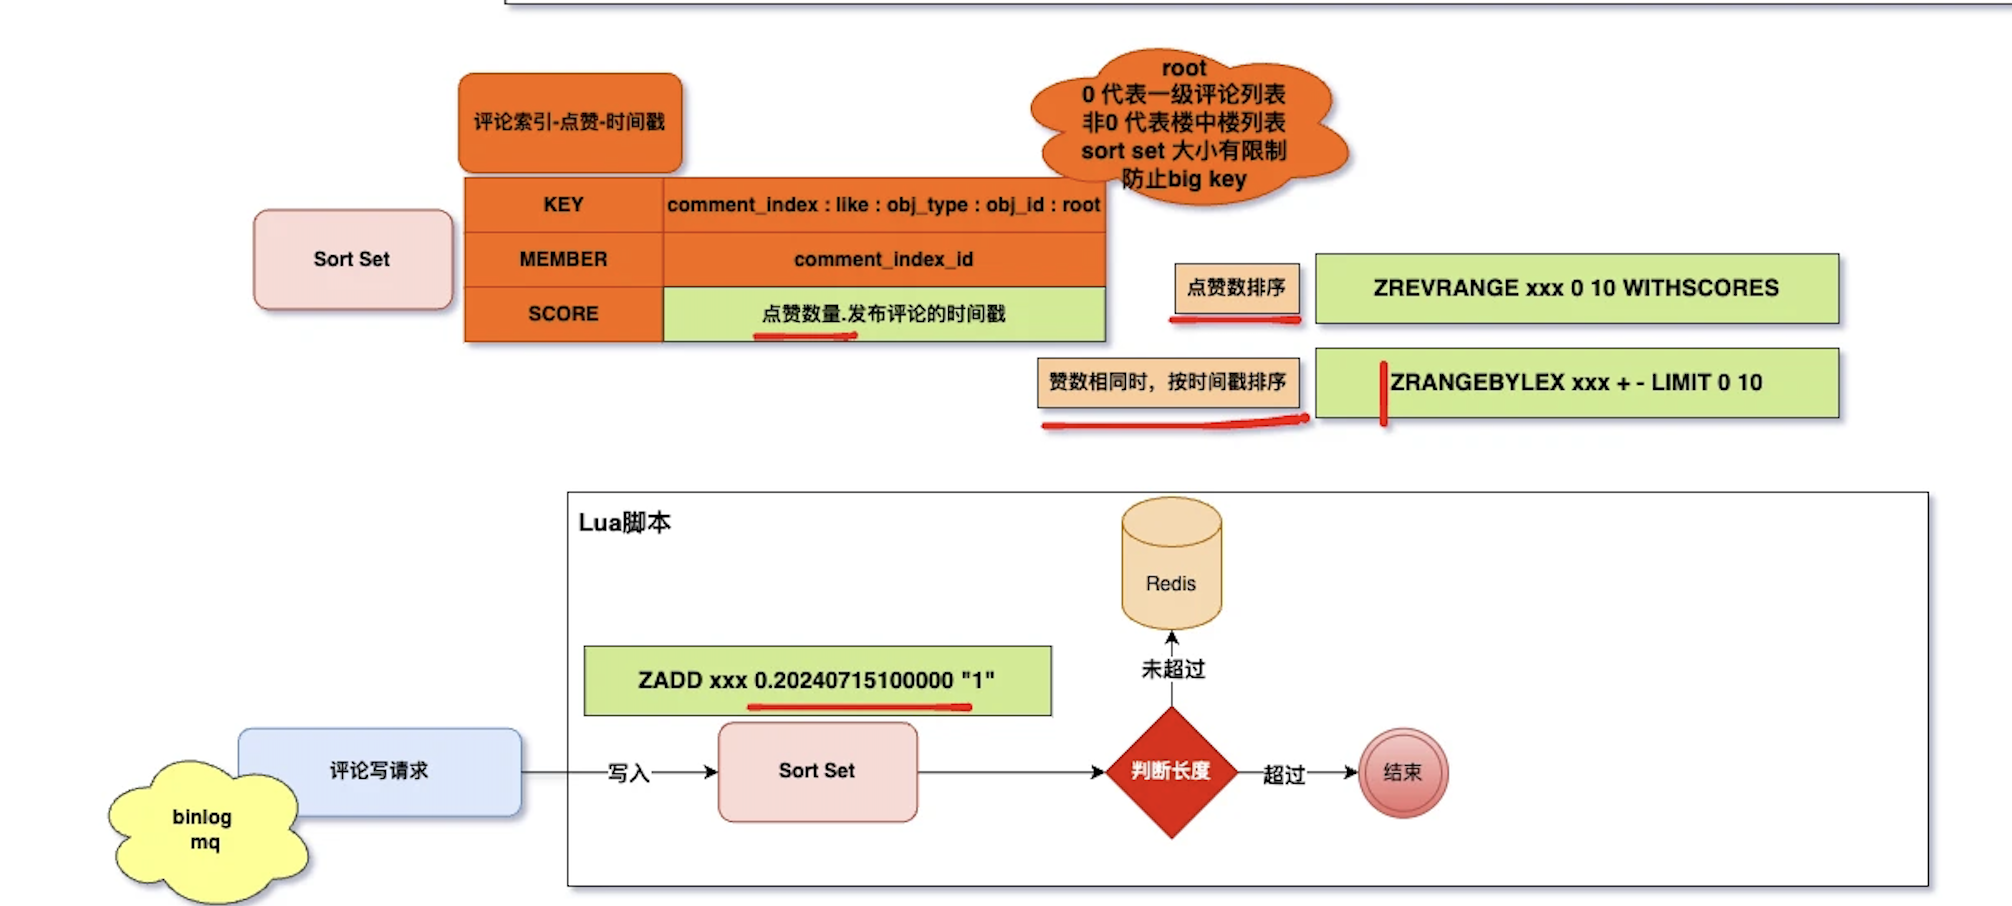 评论索引-点赞-时间戳
root
0 代表一级评论列表
非0 代表楼中楼列表
sort set 大小有限制
防止big key
Sort Set
KEY
comment_index : like : obj_type : obj_id : root
MEMBER
comment_index_id
SCORE
点赞数量.发布评论的时间戳
点赞数排序
ZREVRANGE xxx 0 10 WITHSCORES
赞数相同时，按时间戳排序
ZRANGEBYLEX xxx + - LIMIT 0 10
Lua脚本
Redis
未超过
ZADD xxx 0.20240715100000 "1"
评论写请求
写入
Sort Set
判断长度
超过
结束
binlog
mq